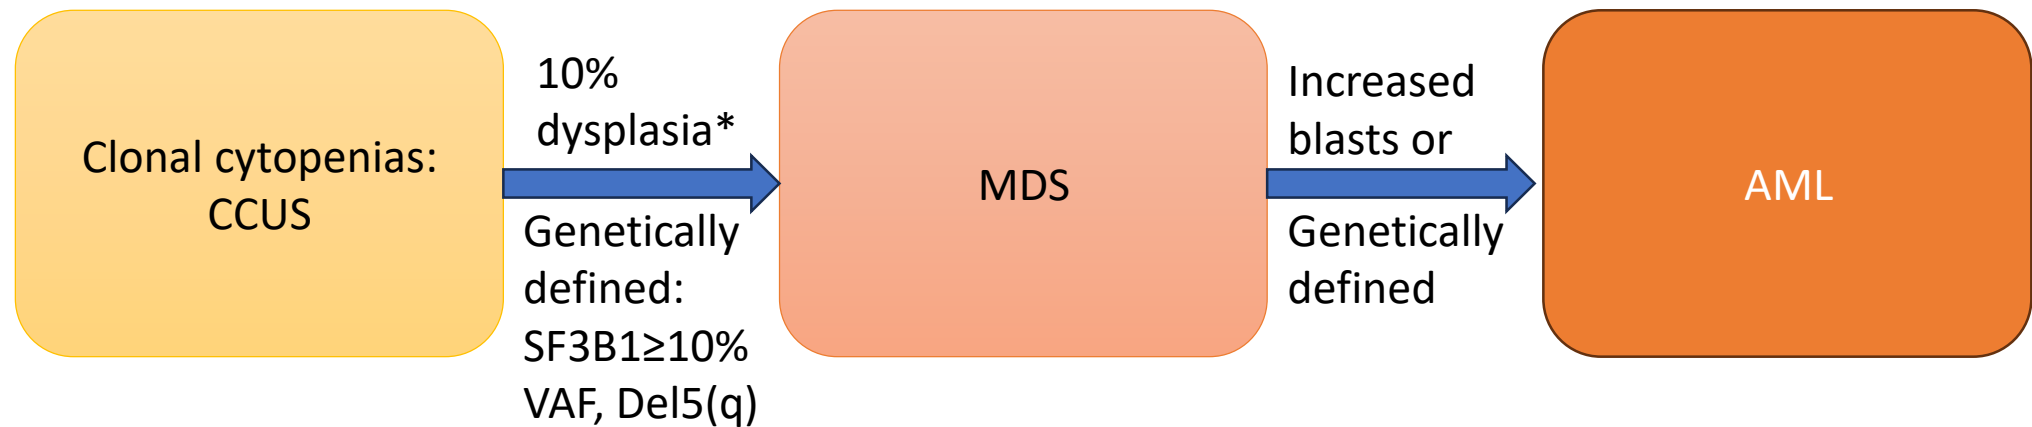 Clonal cytopenias:
CCUS
10%
dysplasia*
Genetically
defined:
SF3B1≥10%
VAF, Del5(q)
MDS
Increased
blasts or
Genetically
defined
AML